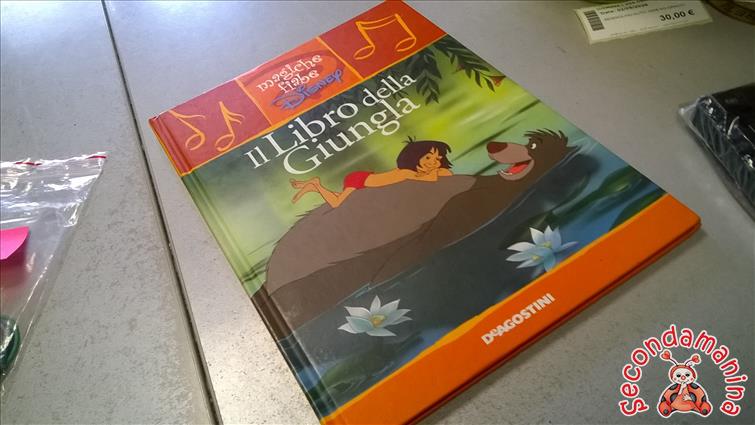 magiche
fiabe
DISNEY
Il Libro della
Giungla
DeAGOSTINI
30,00 €
Secondamanina